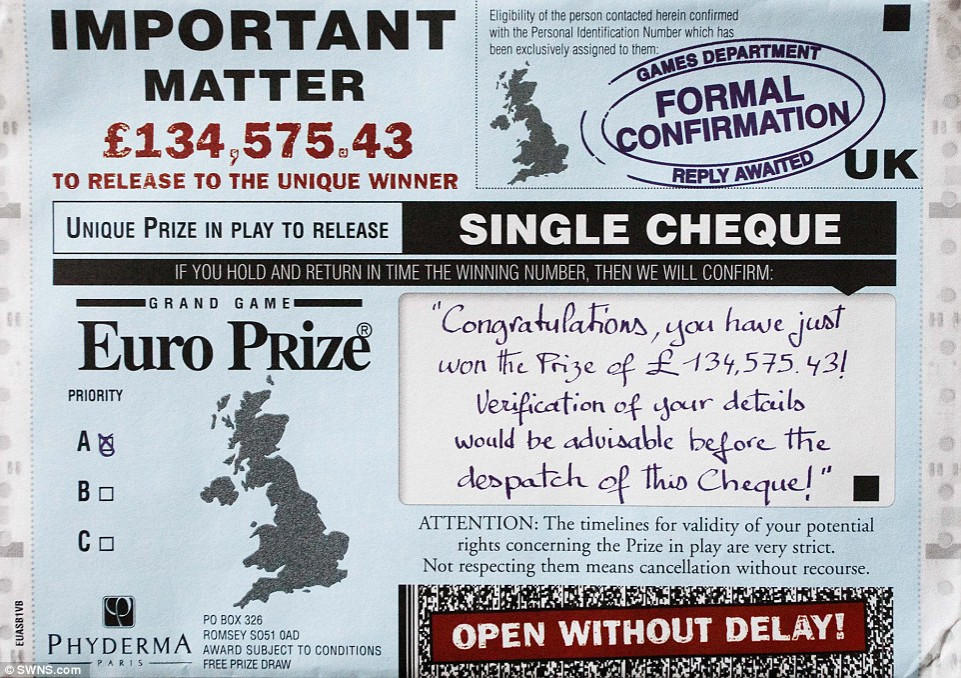 IMPORTANT
MATTER
£134,575.43
TO RELEASE TO THE UNIQUE WINNER
Eligibility of the person contacted herein confirmed
with the Personal Identification Number which has
been exclusively assigned to them:
GAMES DEPARTMENT
FORMAL
CONFIRMATION
REPLY AWAITED
UK
UNIQUE PRIZE IN PLAY TO RELEASE
SINGLE CHEQUE
IF YOU HOLD AND RETURN IN TIME THE WINNING NUMBER, THEN WE WILL CONFIRM:
GRAND GAME
Euro PRIZE®
PRIORITY
A
B
C
"Congratulations, you have just
won the Prize of £134,575.43!
Verification of your details
would be advisable before the
despatch of this Cheque!"
ATTENTION: The timelines for validity of your potential
rights concerning the Prize in play are very strict.
Not respecting them means cancellation without recourse.
OPEN WITHOUT DELAY!
EUASB1VB
PHYDERMA
PARIS
PO BOX 326
ROMSEY SO51 0AD
AWARD SUBJECT TO CONDITIONS
FREE PRIZE DRAW
© SWNS.com